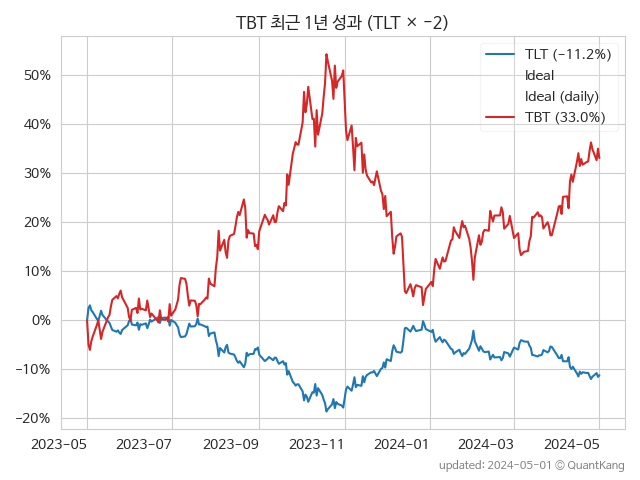 TBT 최근 1년 성과 (TLT × −2)
TLT (−11.2%)
Ideal
Ideal (daily)
TBT (33.0%)
50%
40%
30%
20%
10%
0%
−10%
−20%
2023-05 2023-07 2023-09 2023-11 2024-01 2024-03 2024-05
updated: 2024-05-01 © QuantKang